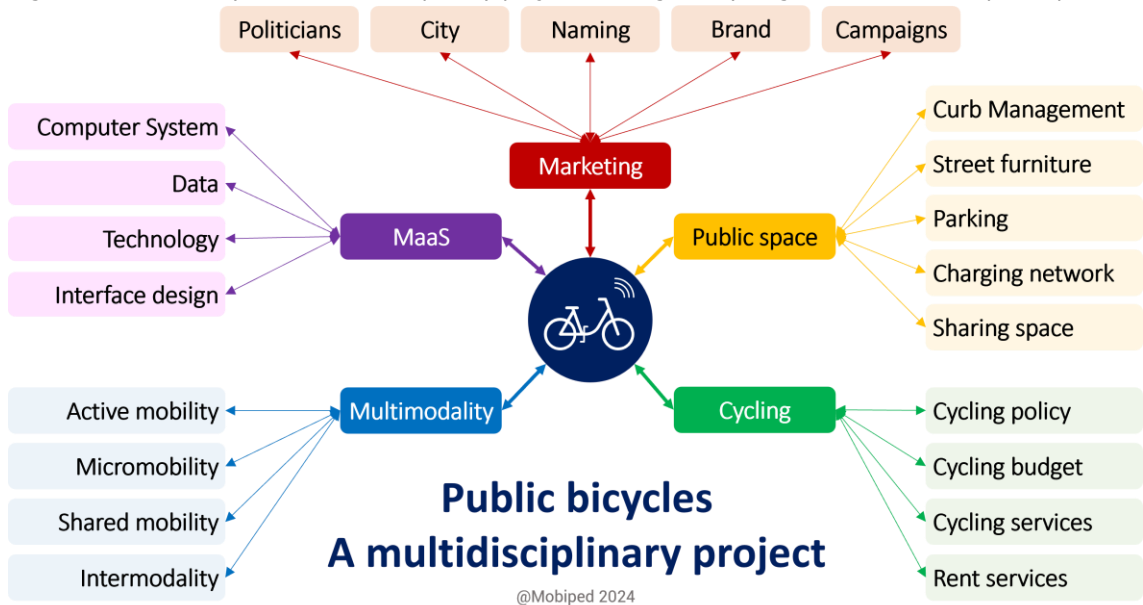 Politicians
City
Naming
Brand
Campaigns
Computer System
Data
Technology
Interface design
Marketing
MaaS
Public space
Curb Management
Street furniture
Parking
Charging network
Sharing space
Active mobility
Micromobility
Shared mobility
Intermodality
Multimodality
Cycling
Cycling policy
Cycling budget
Cycling services
Rent services
Public bicycles
A multidisciplinary project
@Mobiped 2024